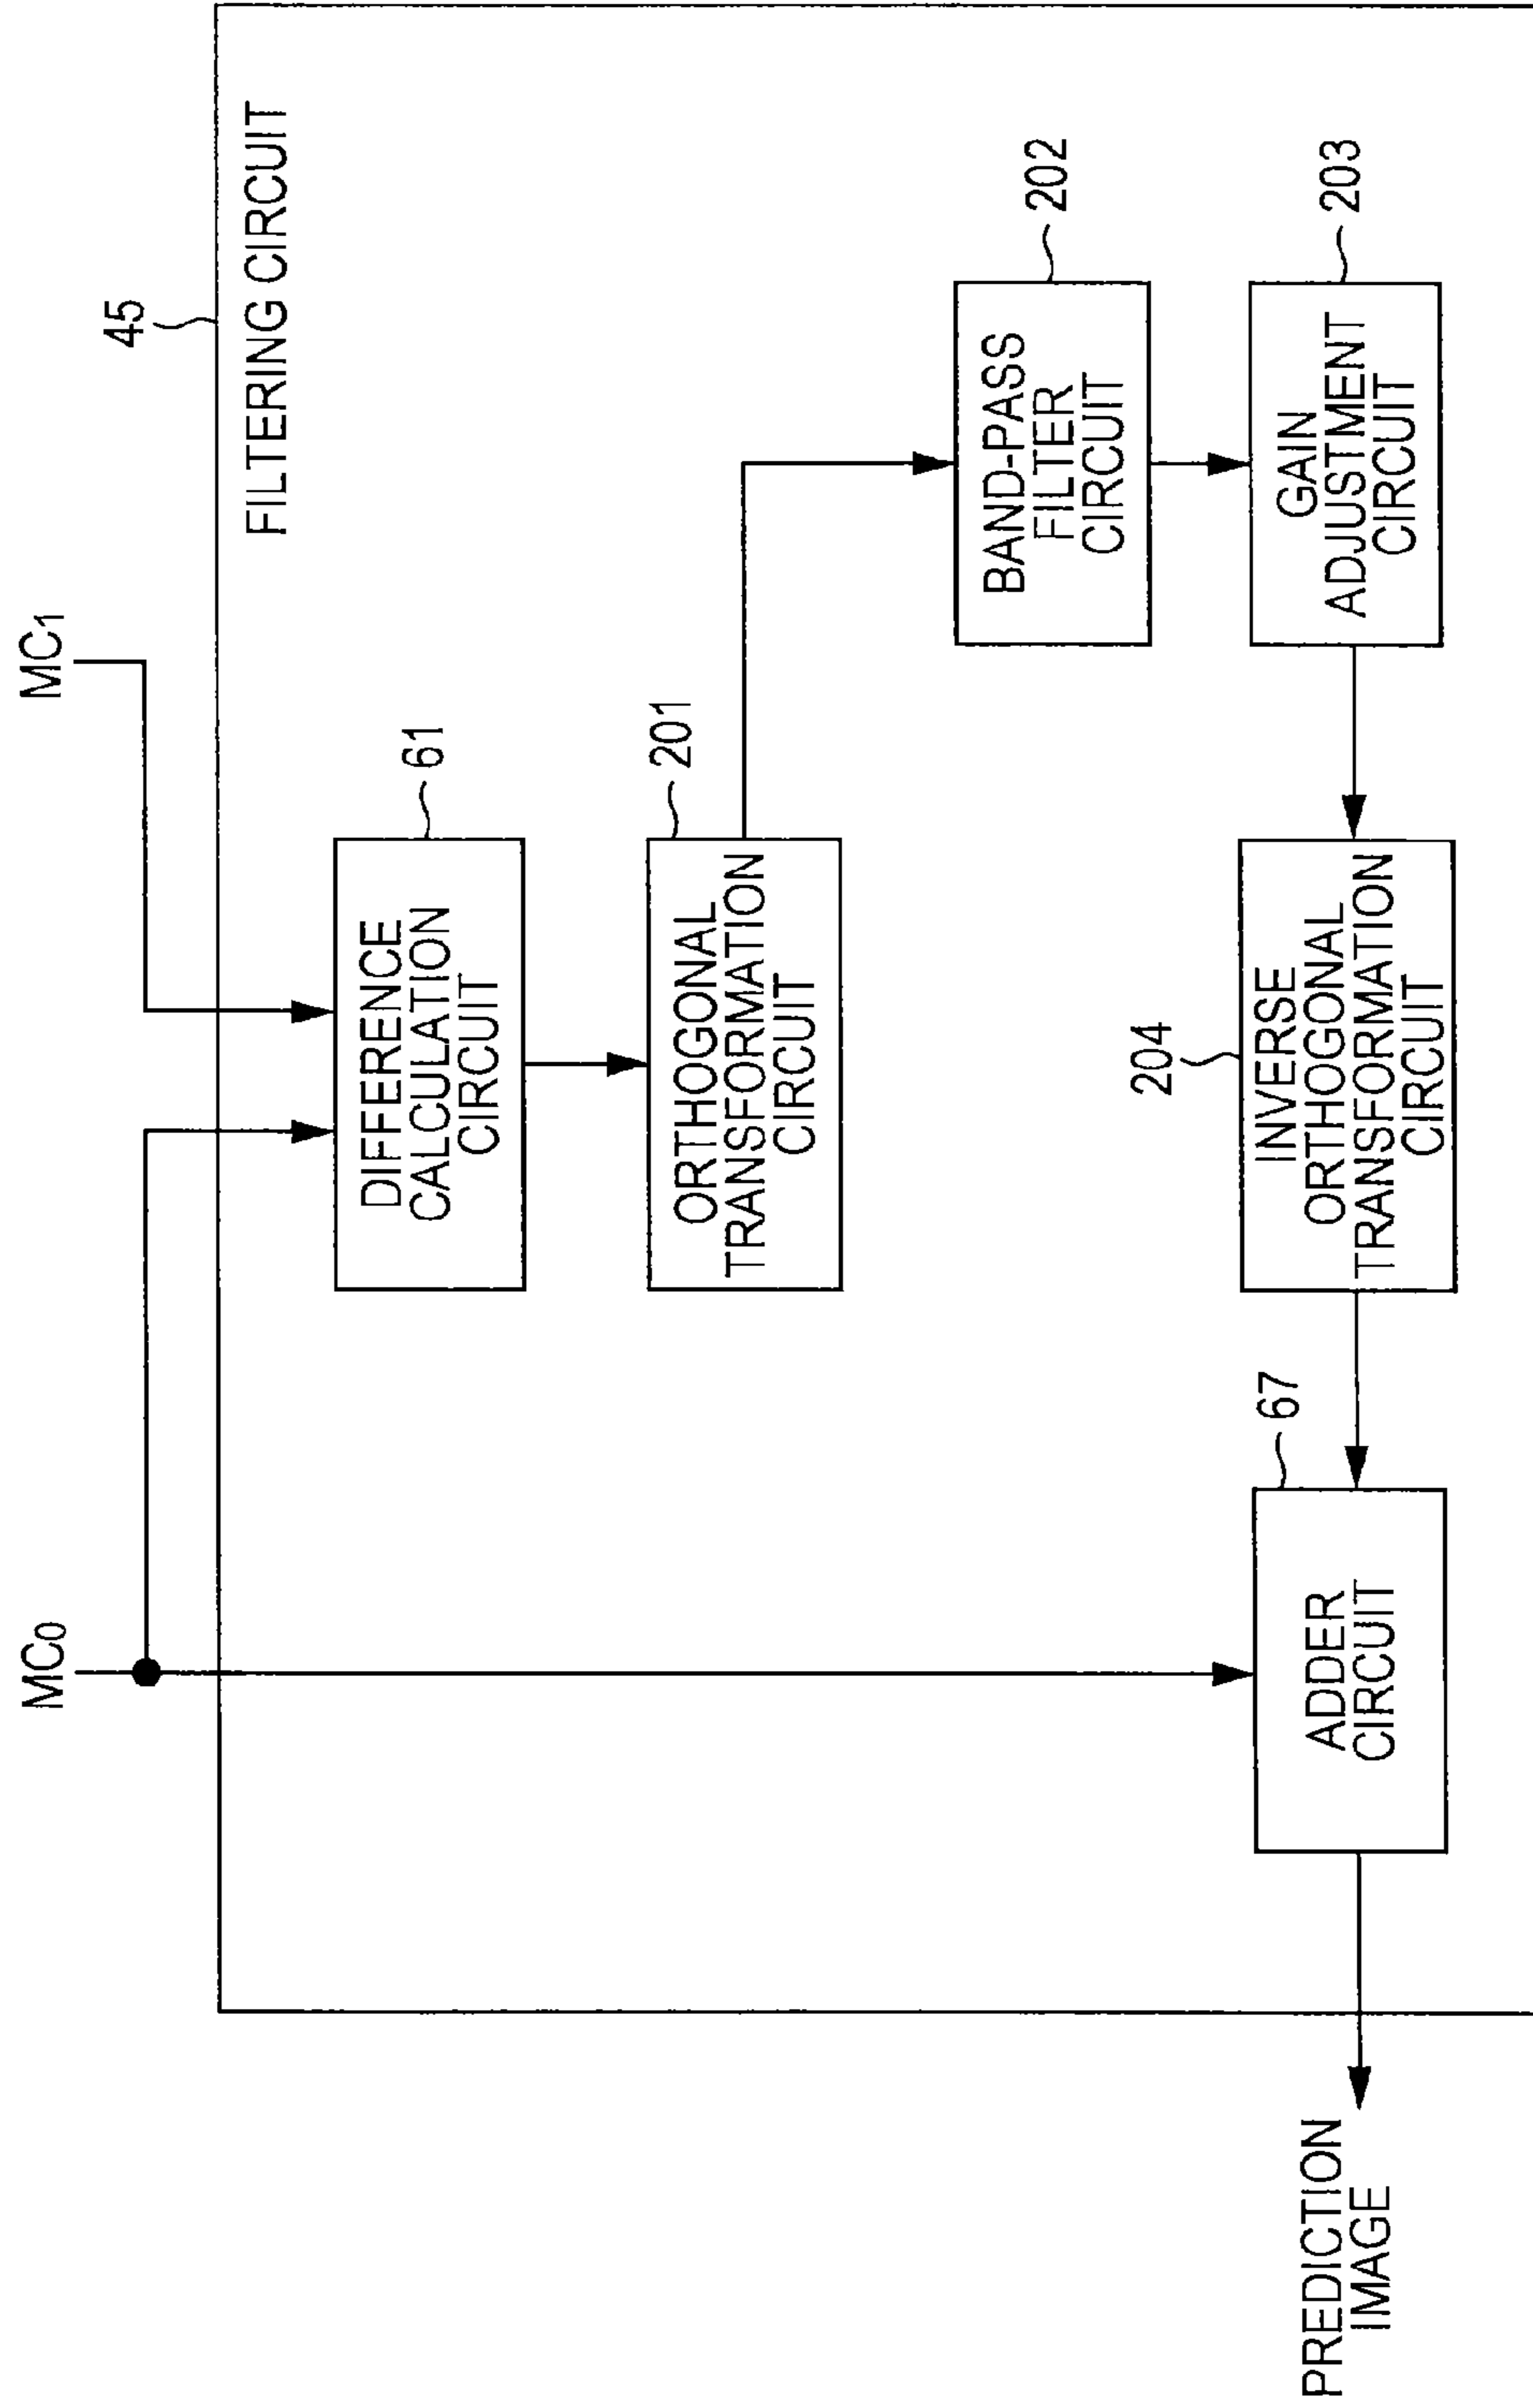 MC₀
MC₁
45
FILTERING CIRCUIT
DIFFERENCE
CALCULATION
CIRCUIT
61
ORTHOGONAL
TRANSFORMATION
CIRCUIT
201
BAND-PASS
FILTER
CIRCUIT
202
GAIN
ADJUSTMENT
CIRCUIT
203
204
INVERSE
ORTHOGONAL
TRANSFORMATION
CIRCUIT
67
ADDER
CIRCUIT
PREDICTION
IMAGE